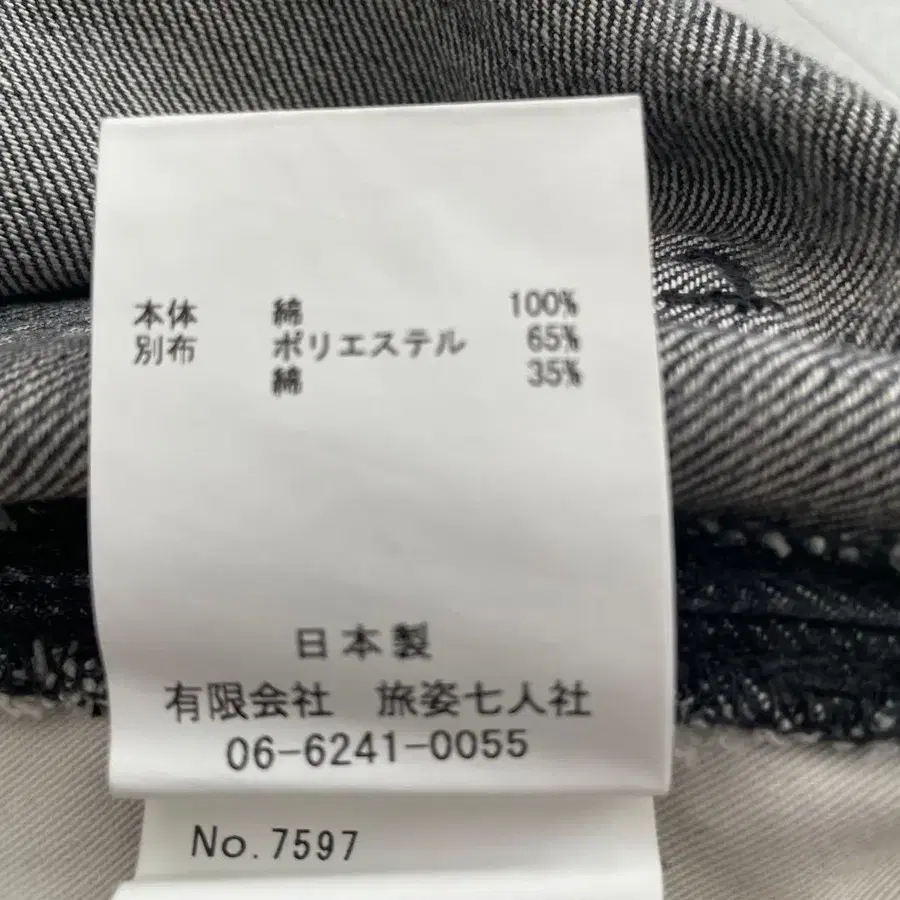 本体 綿 100%
別布 ポリエステル 65%
綿 35%
日本製
有限会社 旅姿七人社
06-6241-0055
No.7597